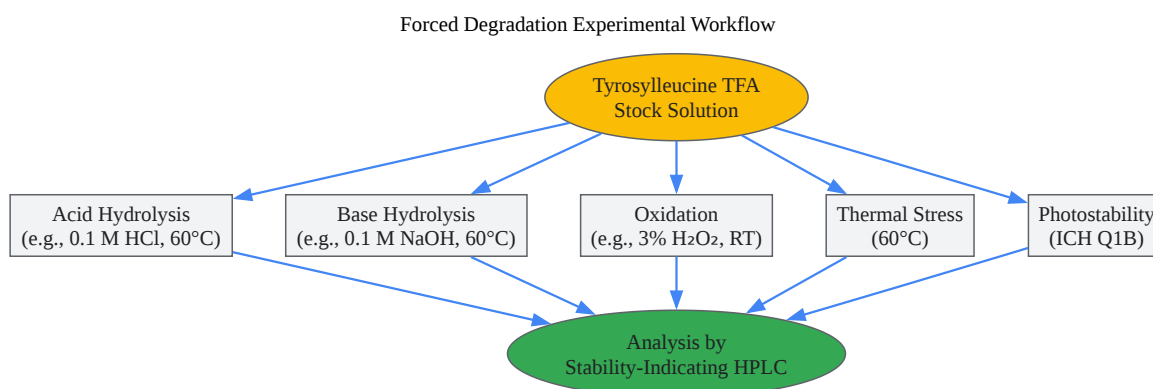 Forced Degradation Experimental Workflow
Tyrosylleucine TFA
Stock Solution
Acid Hydrolysis
(e.g., 0.1 M HCl, 60°C)
Base Hydrolysis
(e.g., 0.1 M NaOH, 60°C)
Oxidation
(e.g., 3% H₂O₂, RT)
Thermal Stress
(60°C)
Photostability
(ICH Q1B)
Analysis by
Stability-Indicating HPLC